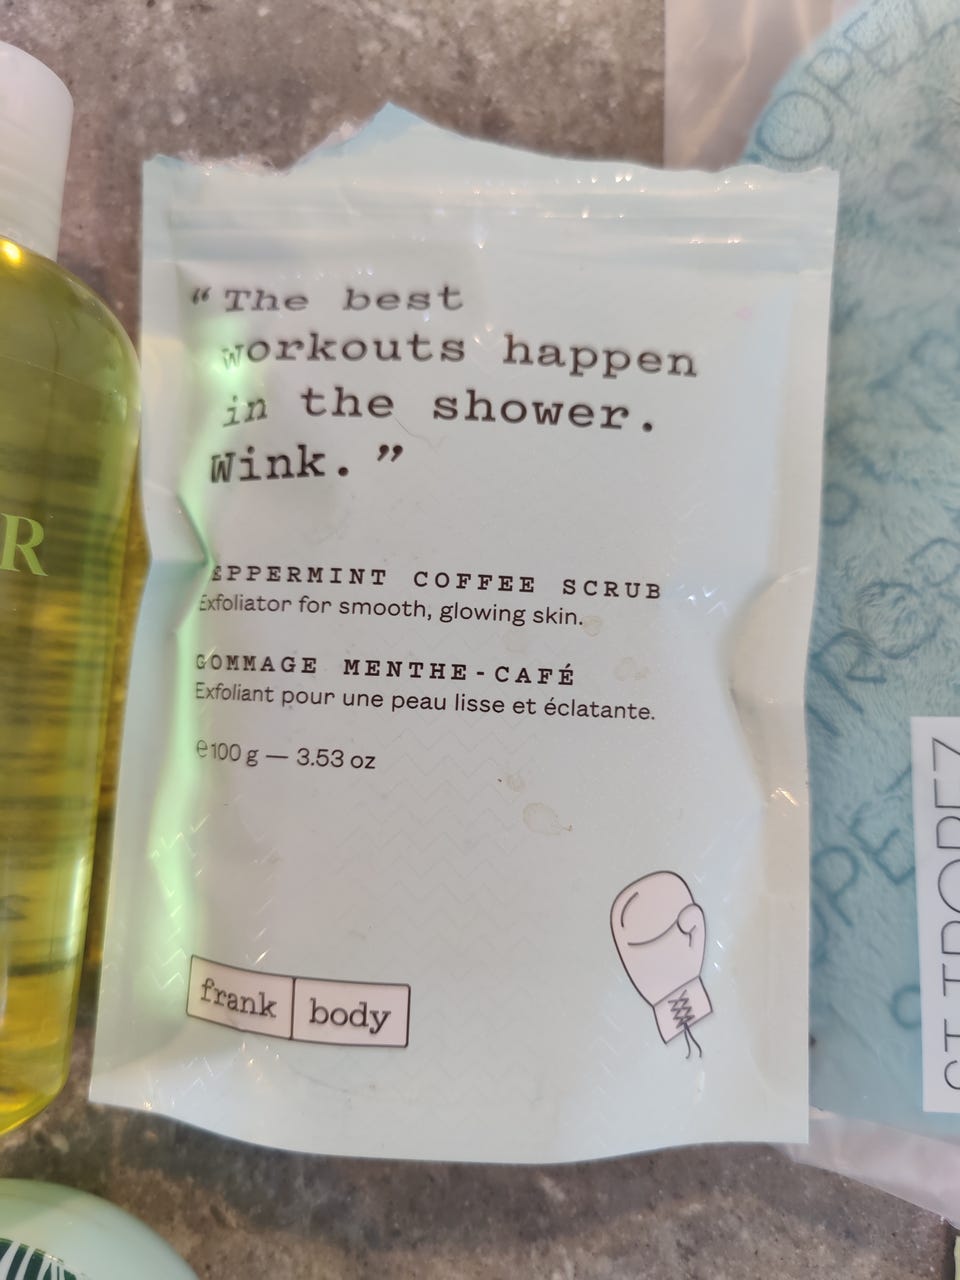 “The best
workouts happen
in the shower.
Wink.”
PEPPERMINT COFFEE SCRUB
Exfoliator for smooth, glowing skin.
GOMMAGE MENTHE-CAFÉ
Exfoliant pour une peau lisse et éclatante.
℮100 g — 3.53 oz
frank body
R
ST.TROPEZ